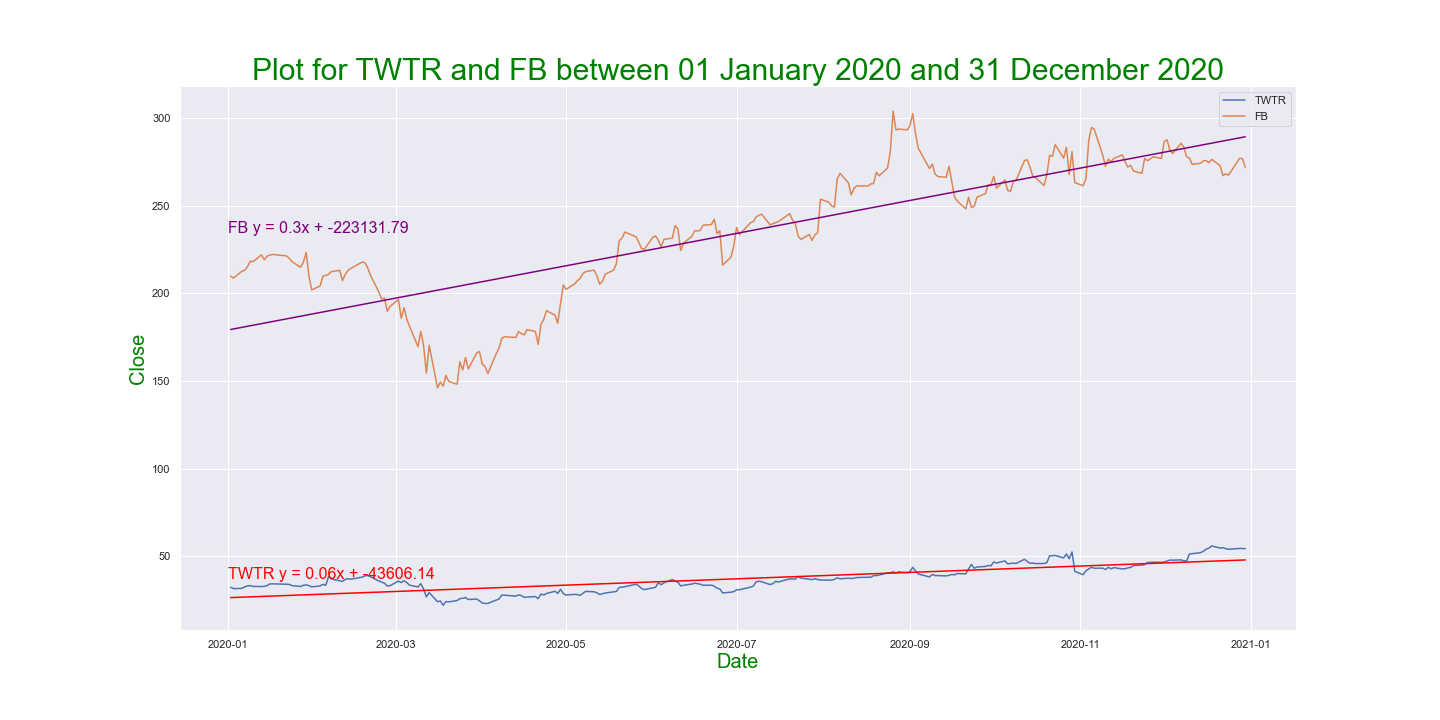 Plot for TWTR and FB between 01 January 2020 and 31 December 2020
TWTR
FB
300
250
200
150
100
50
Close
FB y = 0.3x + -223131.79
TWTR y = 0.06x + -43606.14
2020-01
2020-03
2020-05
2020-07
2020-09
2020-11
2021-01
Date